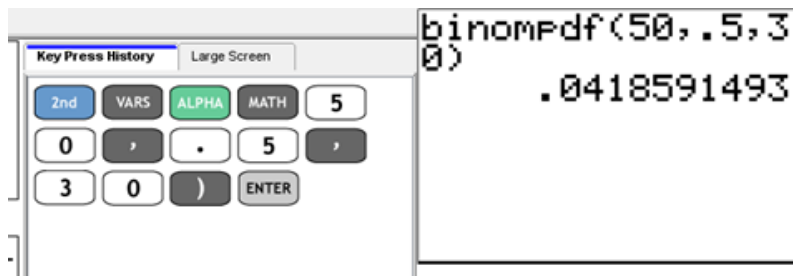 Key Press History
Large Screen
2nd VARS ALPHA MATH 5
0 , . 5 ,
3 0 ) ENTER
binompdf(50,.5,3
0)
.0418591493